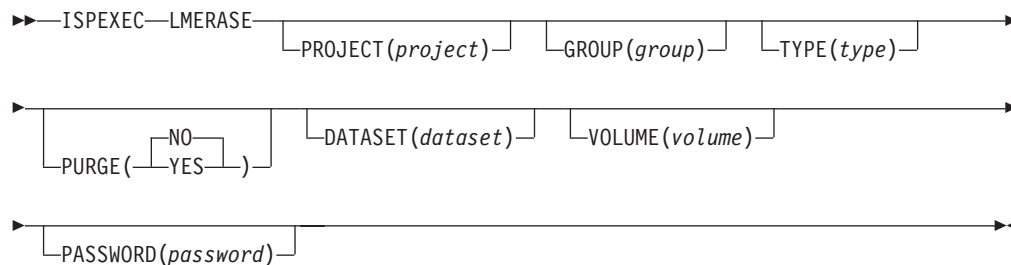 ISPEXEC LMERASE PROJECT(project) GROUP(group) TYPE(type)
NO
PURGE( YES ) DATASET(dataset) VOLUME(volume)
PASSWORD(password)